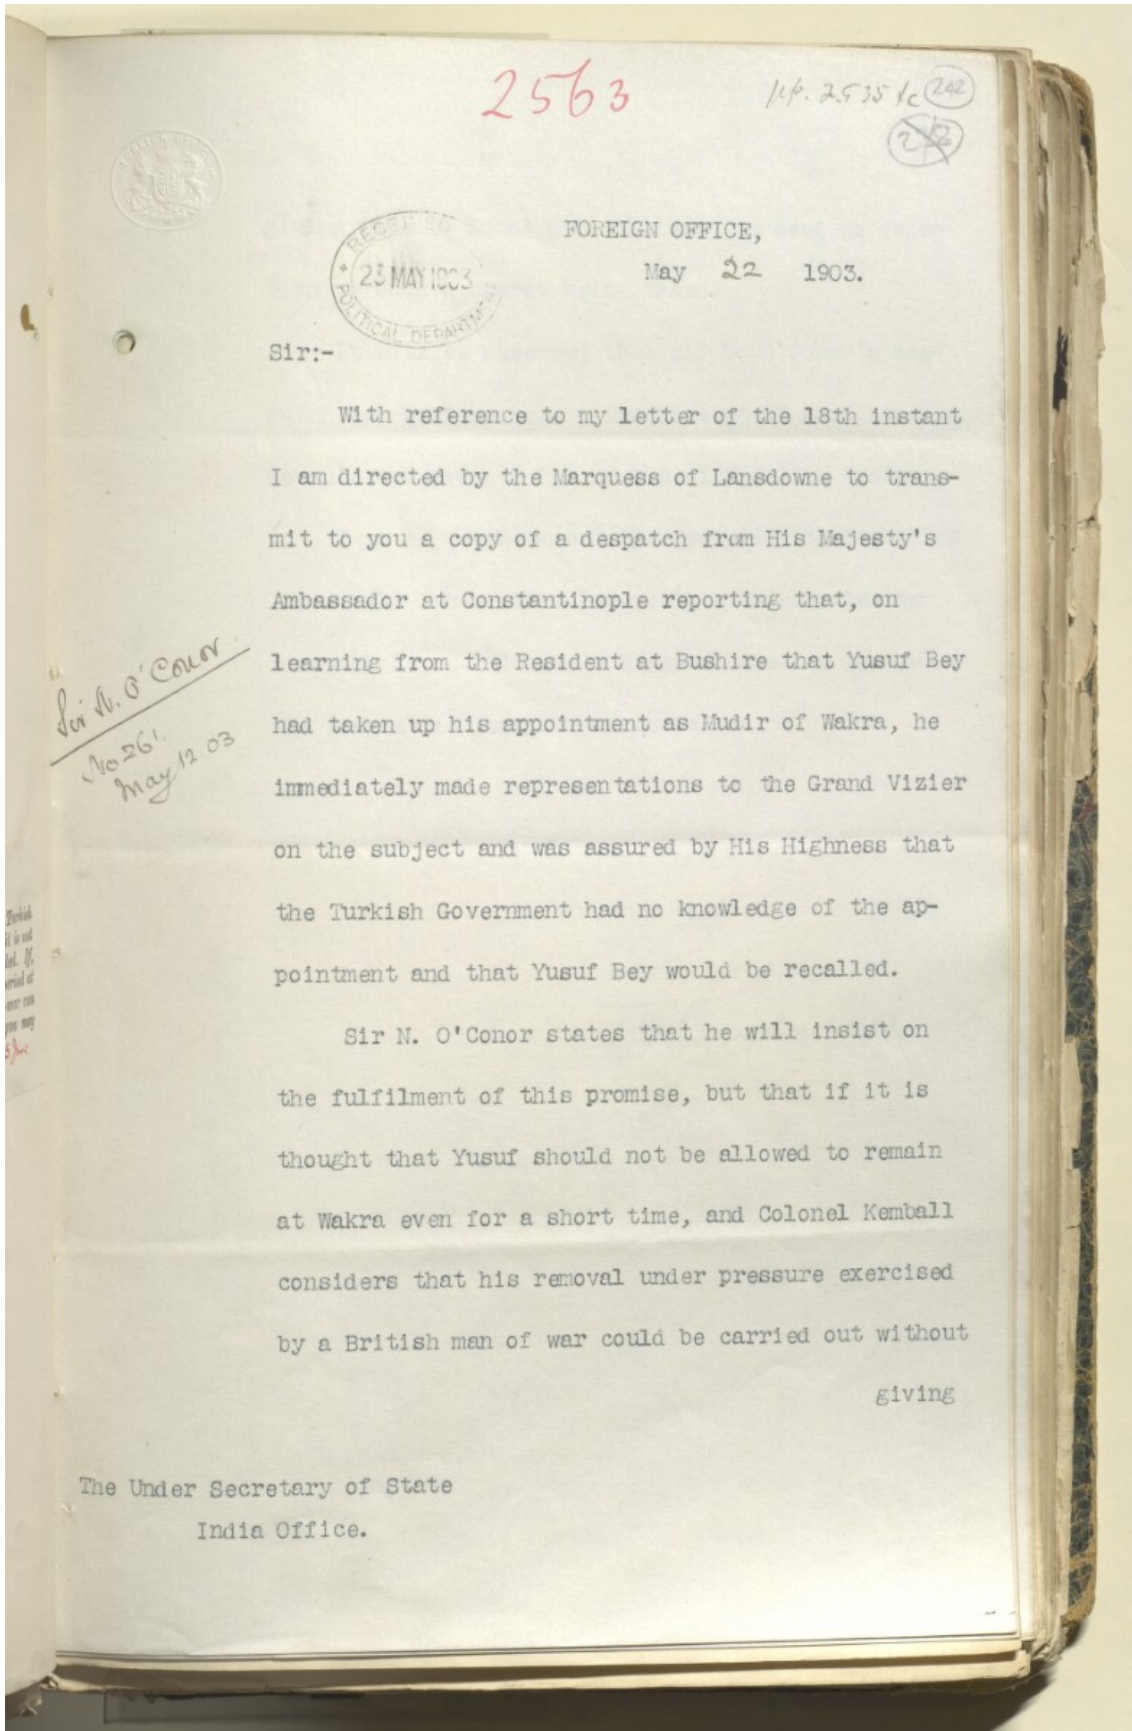 2563
242
FOREIGN OFFICE,
May 22 1903.
RECEIVED
23 MAY 1903
POLITICAL DEPARTMENT
Sir:-
With reference to my letter of the 18th instant
I am directed by the Marquess of Lansdowne to trans-
mit to you a copy of a despatch from His Majesty's
Ambassador at Constantinople reporting that, on
learning from the Resident at Bushire that Yusuf Bey
had taken up his appointment as Mudir of Wakra, he
immediately made representations to the Grand Vizier
on the subject and was assured by His Highness that
the Turkish Government had no knowledge of the ap-
pointment and that Yusuf Bey would be recalled.
Sir N. O'Conor
No 261.
May 12. 03
Sir N. O'Conor states that he will insist on
the fulfilment of this promise, but that if it is
thought that Yusuf should not be allowed to remain
at Wakra even for a short time, and Colonel Kemball
considers that his removal under pressure exercised
by a British man of war could be carried out without
giving
The Under Secretary of State
India Office.